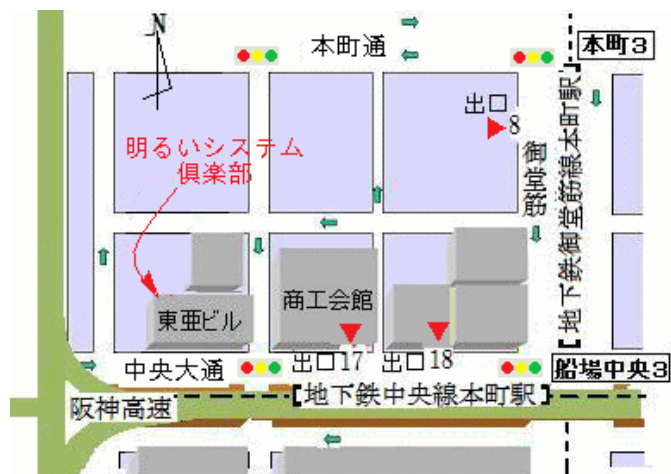 N
本町通
本町3
出口
8
明るいシステム
倶楽部
御堂筋
地下鉄御堂筋線本町駅
商工会館
東亜ビル
出口17
出口18
中央大通
船場中央3
阪神高速
地下鉄中央線本町駅